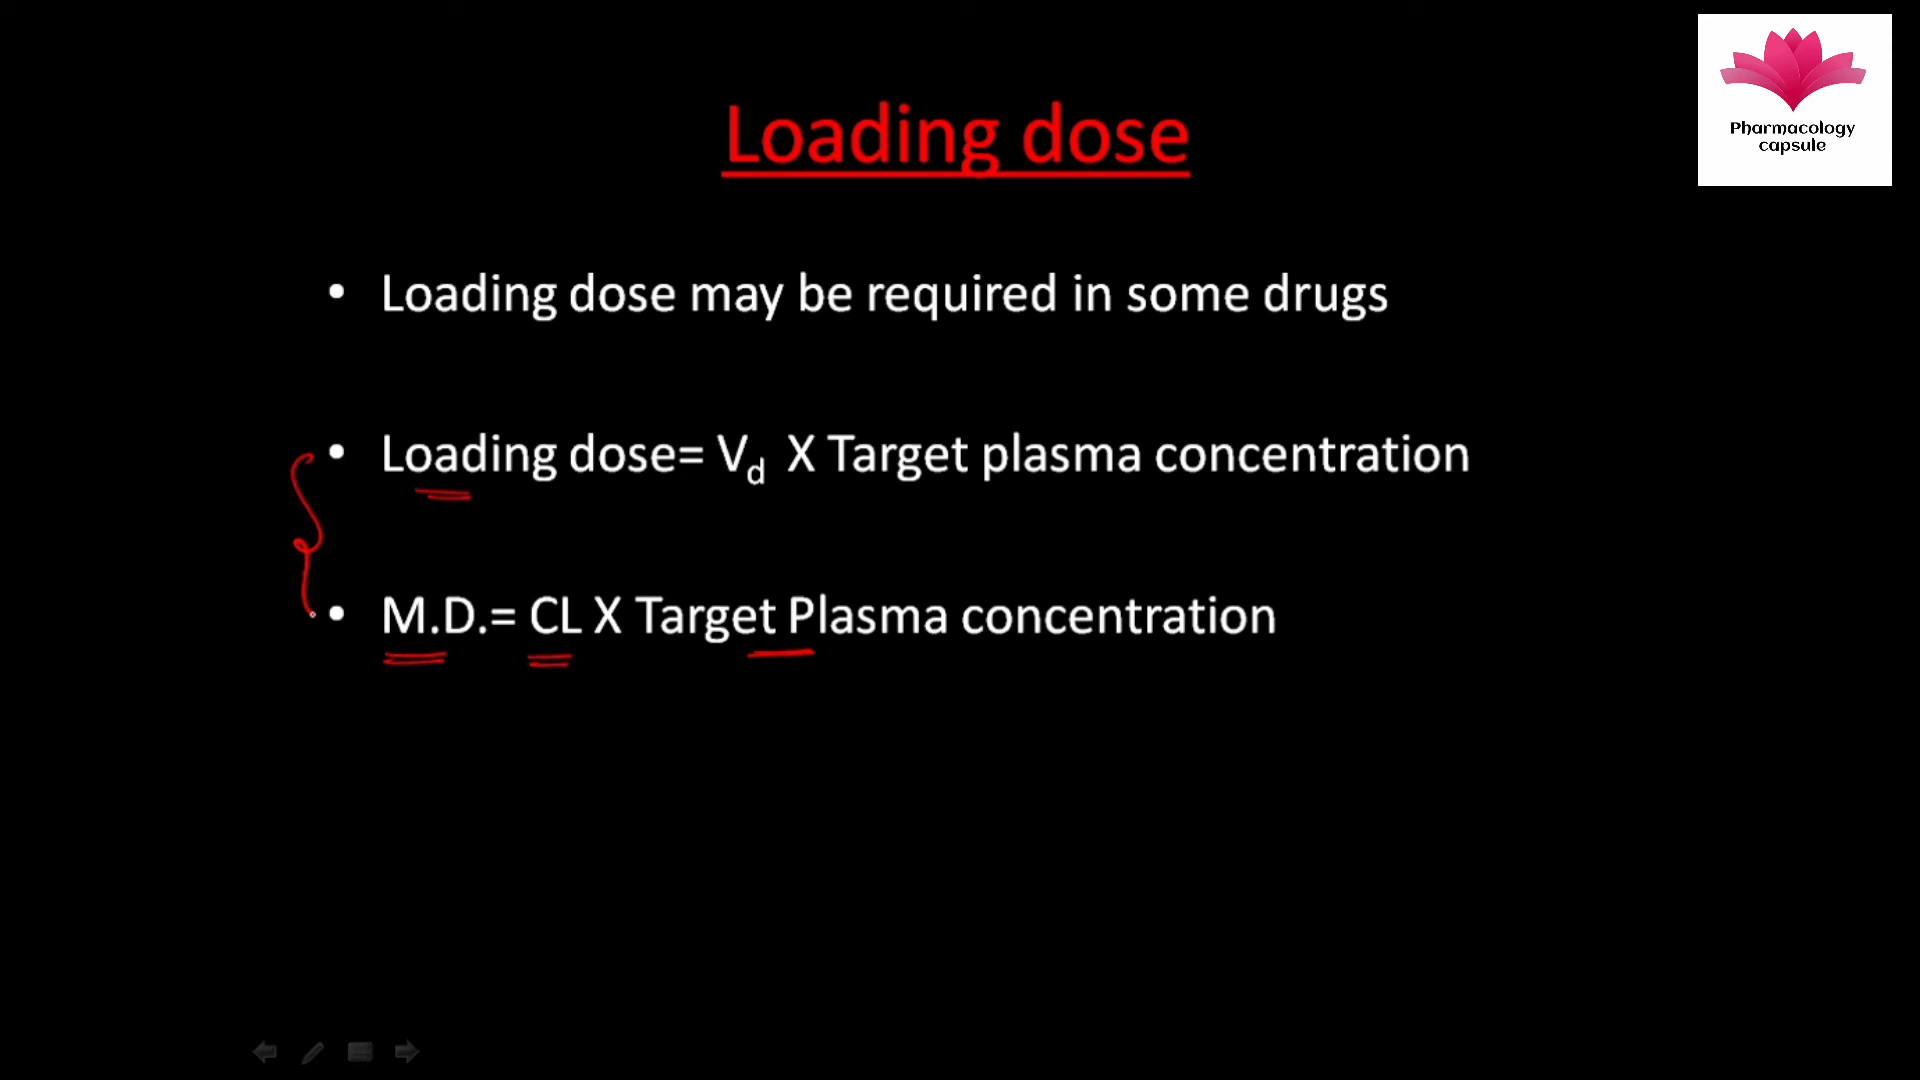 Pharmacology
capsule
Loading dose
• Loading dose may be required in some drugs
• Loading dose= Vd X Target plasma concentration
• M.D.= CL X Target Plasma concentration